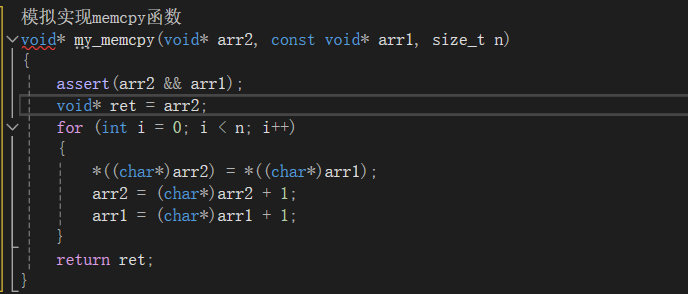 模拟实现memcpy函数
void* my_memcpy(void* arr2, const void* arr1, size_t n)
{
    assert(arr2 && arr1);
    void* ret = arr2;
    for (int i = 0; i < n; i++)
    {
        *((char*)arr2) = *((char*)arr1);
        arr2 = (char*)arr2 + 1;
        arr1 = (char*)arr1 + 1;
    }
    return ret;
}